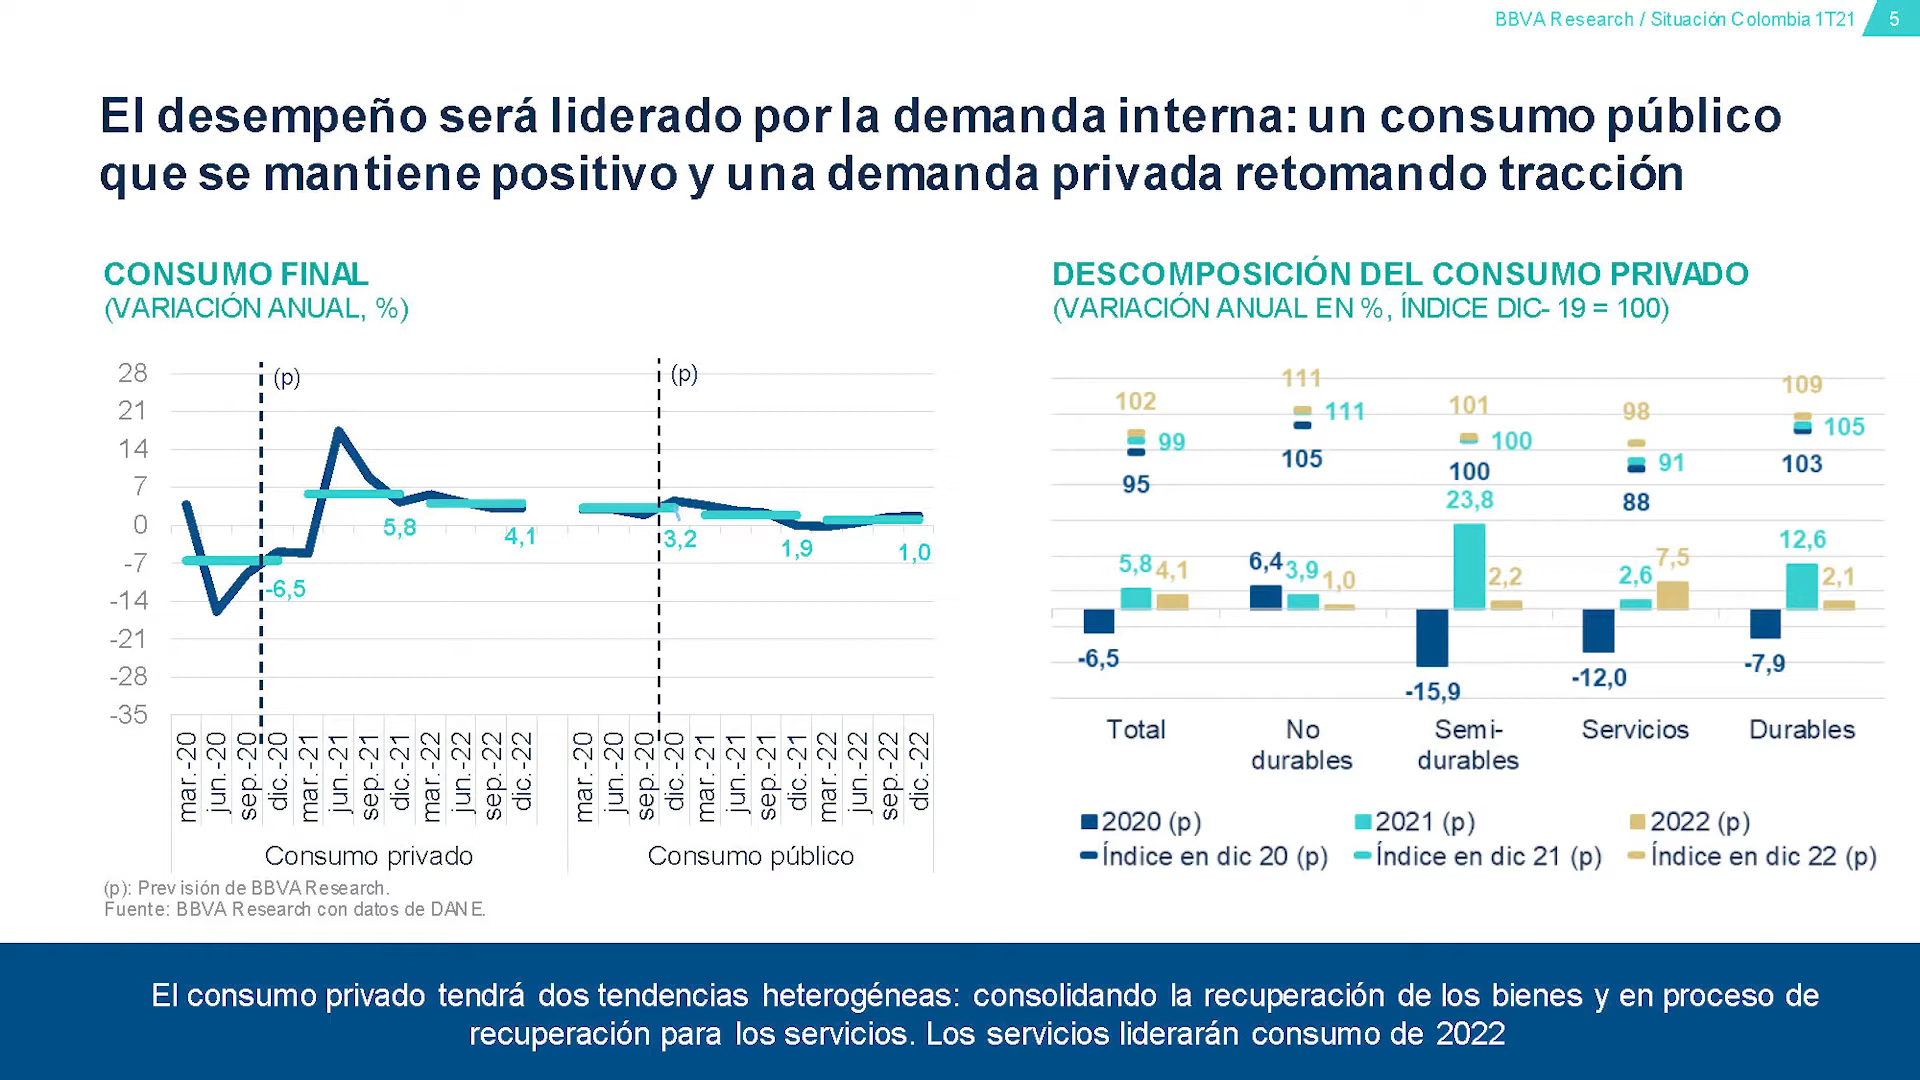 BBVA Research / Situación Colombia 1T21 5
El desempeño será liderado por la demanda interna: un consumo público
que se mantiene positivo y una demanda privada retomando tracción
CONSUMO FINAL
(VARIACIÓN ANUAL, %)
28
21
14
7
0
-7
-14
-21
-28
-35
(p)
(p)
-6,5
5,8
4,1
3,2
1,9
1,0
mar.-20
jun.-20
sep.-20
dic.-20
mar.-21
jun.-21
sep.-21
dic.-21
mar.-22
jun.-22
sep.-22
dic.-22
mar.-20
jun.-20
sep.-20
dic.-20
mar.-21
jun.-21
sep.-21
dic.-21
mar.-22
jun.-22
sep.-22
dic.-22
Consumo privado
Consumo público
(p): Previsión de BBVA Research.
Fuente: BBVA Research con datos de DANE.
DESCOMPOSICIÓN DEL CONSUMO PRIVADO
(VARIACIÓN ANUAL EN %, ÍNDICE DIC- 19 = 100)
102
99
95
111
111
105
101
100
100
98
91
88
109
105
103
-6,5
5,8
4,1
6,4
3,9
1,0
-15,9
23,8
2,2
-12,0
2,6
7,5
-7,9
12,6
2,1
Total
No
durables
Semi-
durables
Servicios
Durables
2020 (p)
2021 (p)
2022 (p)
Índice en dic 20 (p)
Índice en dic 21 (p)
Índice en dic 22 (p)
El consumo privado tendrá dos tendencias heterogéneas: consolidando la recuperación de los bienes y en proceso de
recuperación para los servicios. Los servicios liderarán consumo de 2022